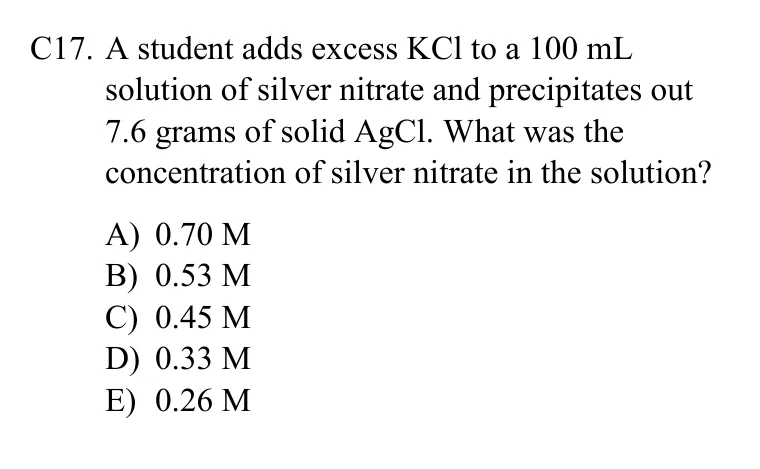 C17. A student adds excess KCl to a 100 mL
solution of silver nitrate and precipitates out
7.6 grams of solid AgCl. What was the
concentration of silver nitrate in the solution?
A) 0.70 M
B) 0.53 M
C) 0.45 M
D) 0.33 M
E) 0.26 M